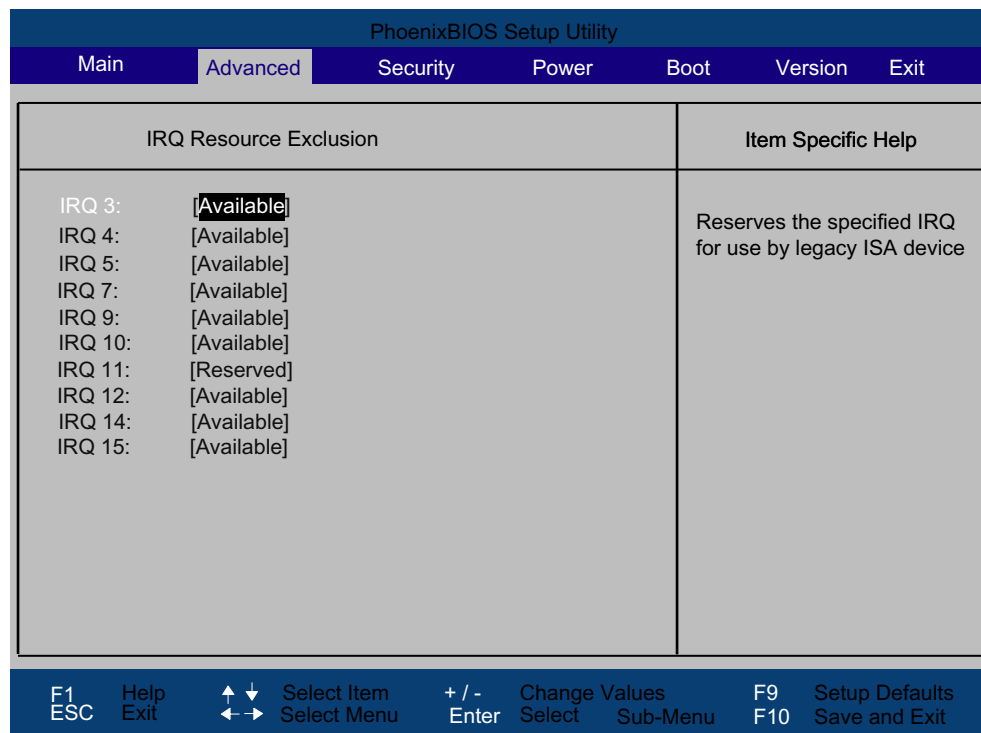 PhoenixBIOS Setup Utility
Main Advanced Security Power Boot Version Exit
IRQ Resource Exclusion
Item Specific Help
IRQ 3: [Available]
IRQ 4: [Available]
IRQ 5: [Available]
IRQ 7: [Available]
IRQ 9: [Available]
IRQ 10: [Available]
IRQ 11: [Reserved]
IRQ 12: [Available]
IRQ 14: [Available]
IRQ 15: [Available]
Reserves the specified IRQ
for use by legacy ISA device
F1 Help Select Item + / - Change Values F9 Setup Defaults
ESC Exit Select Menu Enter Select Sub-Menu F10 Save and Exit